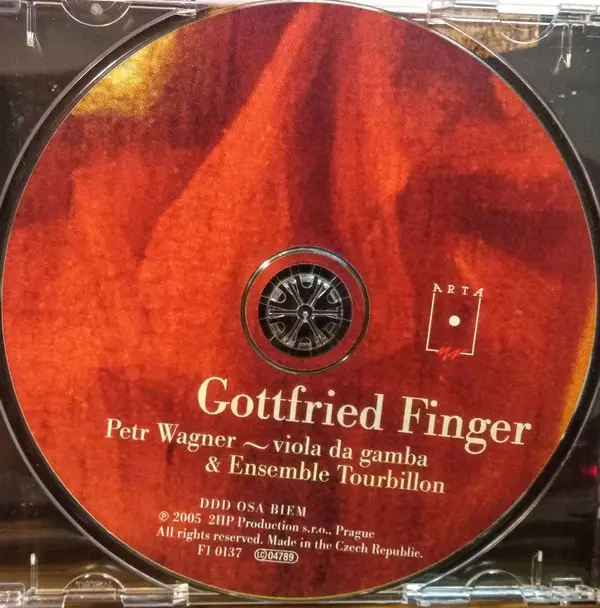 ARTA
Gottfried Finger
Petr Wagner ~ viola da gamba
& Ensemble Tourbillon
DDD OSA BIEM
℗ 2005 2HP Production s.r.o., Prague
All rights reserved. Made in the Czech Republic.
F1 0137 LC 04789